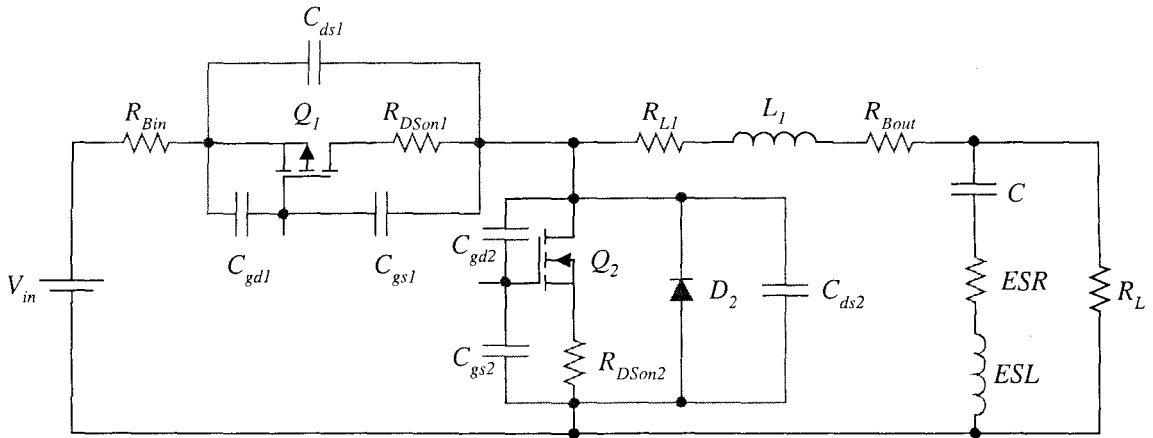 C_ds1
R_Bin
Q_1
R_DSon1
R_L1
L_1
R_Bout
C
C_gd1
C_gs1
C_gd2
Q_2
V_in
D_2
C_ds2
ESR
R_L
C_gs2
R_DSon2
ESL